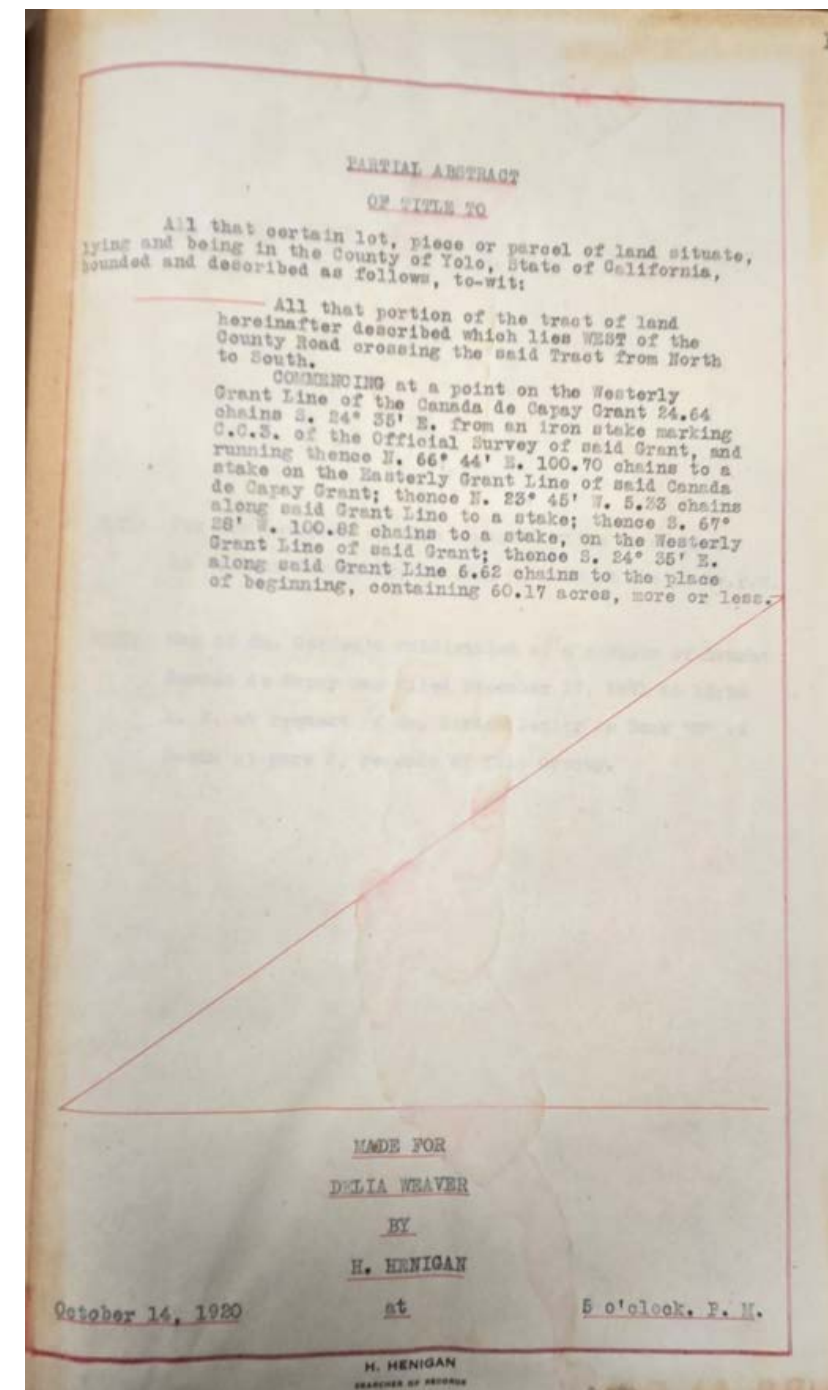 PARTIAL ABSTRACT
OF TITLE TO
All that certain lot, piece or parcel of land situate,
lying and being in the County of Yolo, State of California,
bounded and described as follows, to-wit:
All that portion of the tract of land
hereinafter described which lies WEST of the
County Road crossing the said Tract from North
to South.
COMMENCING at a point on the Westerly
Grant Line of the Canada de Capay Grant 24.64
chains S. 24° 35' E. from an iron stake marking
C.C.3. of the Official Survey of said Grant, and
running thence N. 66° 44' E. 100.70 chains to a
stake on the Easterly Grant Line of said Canada
de Capay Grant; thence N. 23° 45' W. 5.33 chains
along said Grant Line to a stake; thence S. 67°
28' W. 100.82 chains to a stake, on the Westerly
Grant Line of said Grant; thence S. 24° 35' E.
along said Grant Line 6.62 chains to the place
of beginning, containing 60.17 acres, more or less.
MADE FOR
DELIA WEAVER
BY
H. HENIGAN
October 14, 1920 at 5 o'clock. P. M.
H. HENIGAN
SEARCHER OF RECORDS